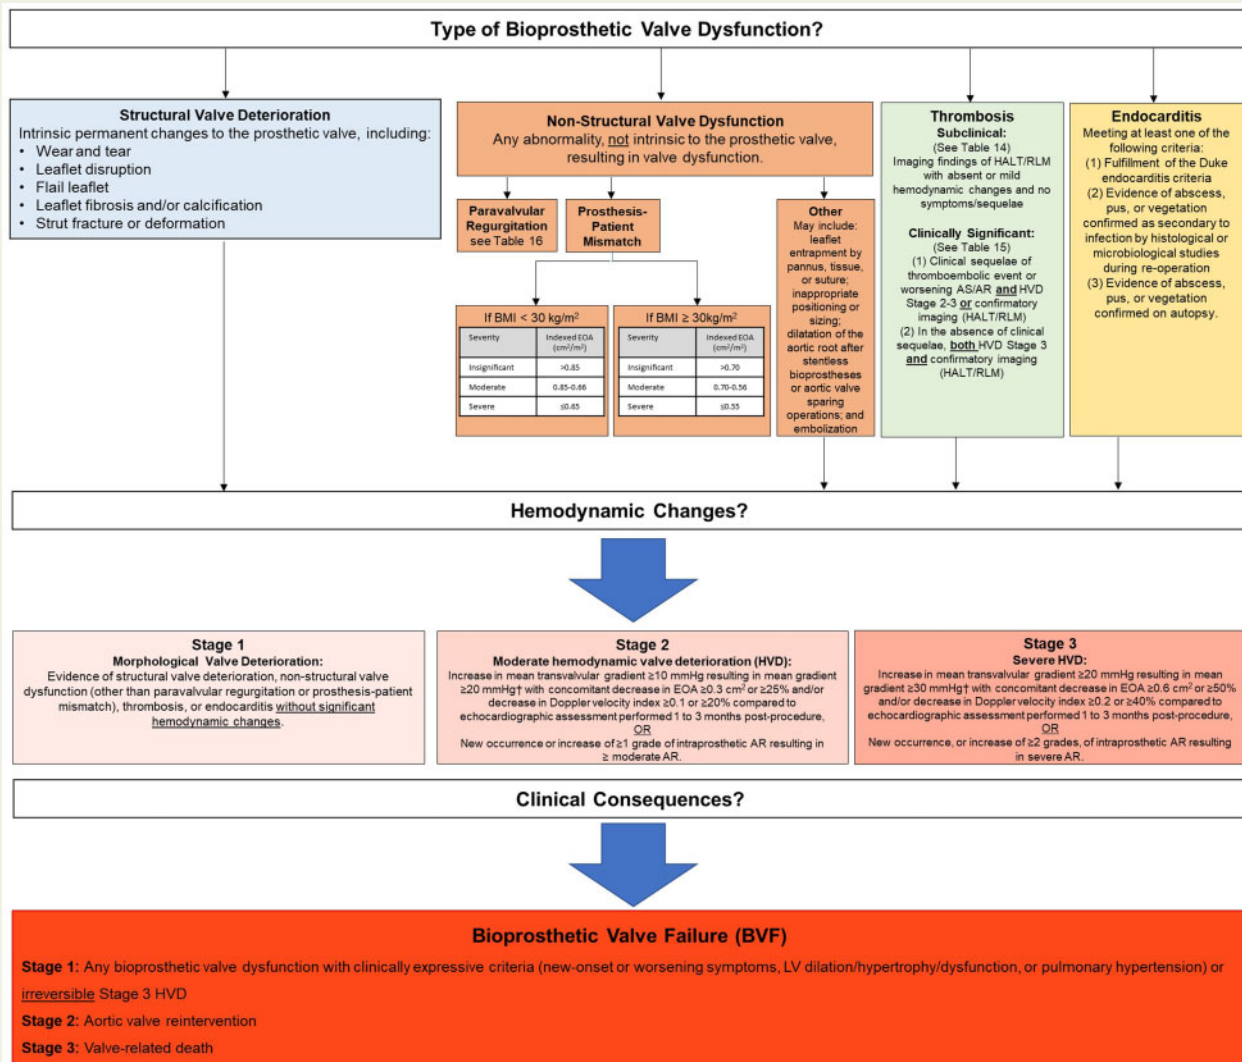 Type of Bioprosthetic Valve Dysfunction?
Structural Valve Deterioration
Intrinsic permanent changes to the prosthetic valve, including:
• Wear and tear
• Leaflet disruption
• Flail leaflet
• Leaflet fibrosis and/or calcification
• Strut fracture or deformation
Non-Structural Valve Dysfunction
Any abnormality, not intrinsic to the prosthetic valve,
resulting in valve dysfunction.
Paravalvular
Regurgitation
see Table 16
Prosthesis-
Patient
Mismatch
If BMI < 30 kg/m²
Severity Indexed EOA
(cm²/m²)
Insignificant >0.85
Moderate 0.85-0.66
Severe ≤0.65
If BMI ≥ 30kg/m²
Severity Indexed EOA
(cm²/m²)
Insignificant >0.70
Moderate 0.70-0.56
Severe ≤0.55
Other
May include:
leaflet
entrapment by
pannus, tissue,
or suture;
inappropriate
positioning or
sizing;
dilatation of the
aortic root after
stentless
bioprostheses
or aortic valve
sparing
operations; and
embolization
Thrombosis
Subclinical:
(See Table 14)
Imaging findings of HALT/RLM
with absent or mild
hemodynamic changes and no
symptoms/sequelae
Clinically Significant:
(See Table 15)
(1) Clinical sequelae of
thromboembolic event or
worsening AS/AR and HVD
Stage 2-3 or confirmatory
imaging (HALT/RLM)
(2) In the absence of clinical
sequelae, both HVD Stage 3
and confirmatory imaging
(HALT/RLM)
Endocarditis
Meeting at least one of the
following criteria:
(1) Fulfillment of the Duke
endocarditis criteria
(2) Evidence of abscess,
pus, or vegetation
confirmed as secondary to
infection by histological or
microbiological studies
during re-operation
(3) Evidence of abscess,
pus, or vegetation
confirmed on autopsy.
Hemodynamic Changes?
Stage 1
Morphological Valve Deterioration:
Evidence of structural valve deterioration, non-structural valve
dysfunction (other than paravalvular regurgitation or prosthesis-patient
mismatch), thrombosis, or endocarditis without significant
hemodynamic changes.
Stage 2
Moderate hemodynamic valve deterioration (HVD):
Increase in mean transvalvular gradient ≥10 mmHg resulting in mean gradient
≥20 mmHg† with concomitant decrease in EOA ≥0.3 cm² or ≥25% and/or
decrease in Doppler velocity index ≥0.1 or ≥20% compared to
echocardiographic assessment performed 1 to 3 months post-procedure,
OR
New occurrence or increase of ≥1 grade of intraprosthetic AR resulting in
≥ moderate AR.
Stage 3
Severe HVD:
Increase in mean transvalvular gradient ≥20 mmHg resulting in mean
gradient ≥30 mmHg† with concomitant decrease in EOA ≥0.6 cm² or ≥50%
and/or decrease in Doppler velocity index ≥0.2 or ≥40% compared to
echocardiographic assessment performed 1 to 3 months post-procedure,
OR
New occurrence, or increase of ≥2 grades, of intraprosthetic AR resulting
in severe AR.
Clinical Consequences?
Bioprosthetic Valve Failure (BVF)
Stage 1: Any bioprosthetic valve dysfunction with clinically expressive criteria (new-onset or worsening symptoms, LV dilation/hypertrophy/dysfunction, or pulmonary hypertension) or
irreversible Stage 3 HVD
Stage 2: Aortic valve reintervention
Stage 3: Valve-related death